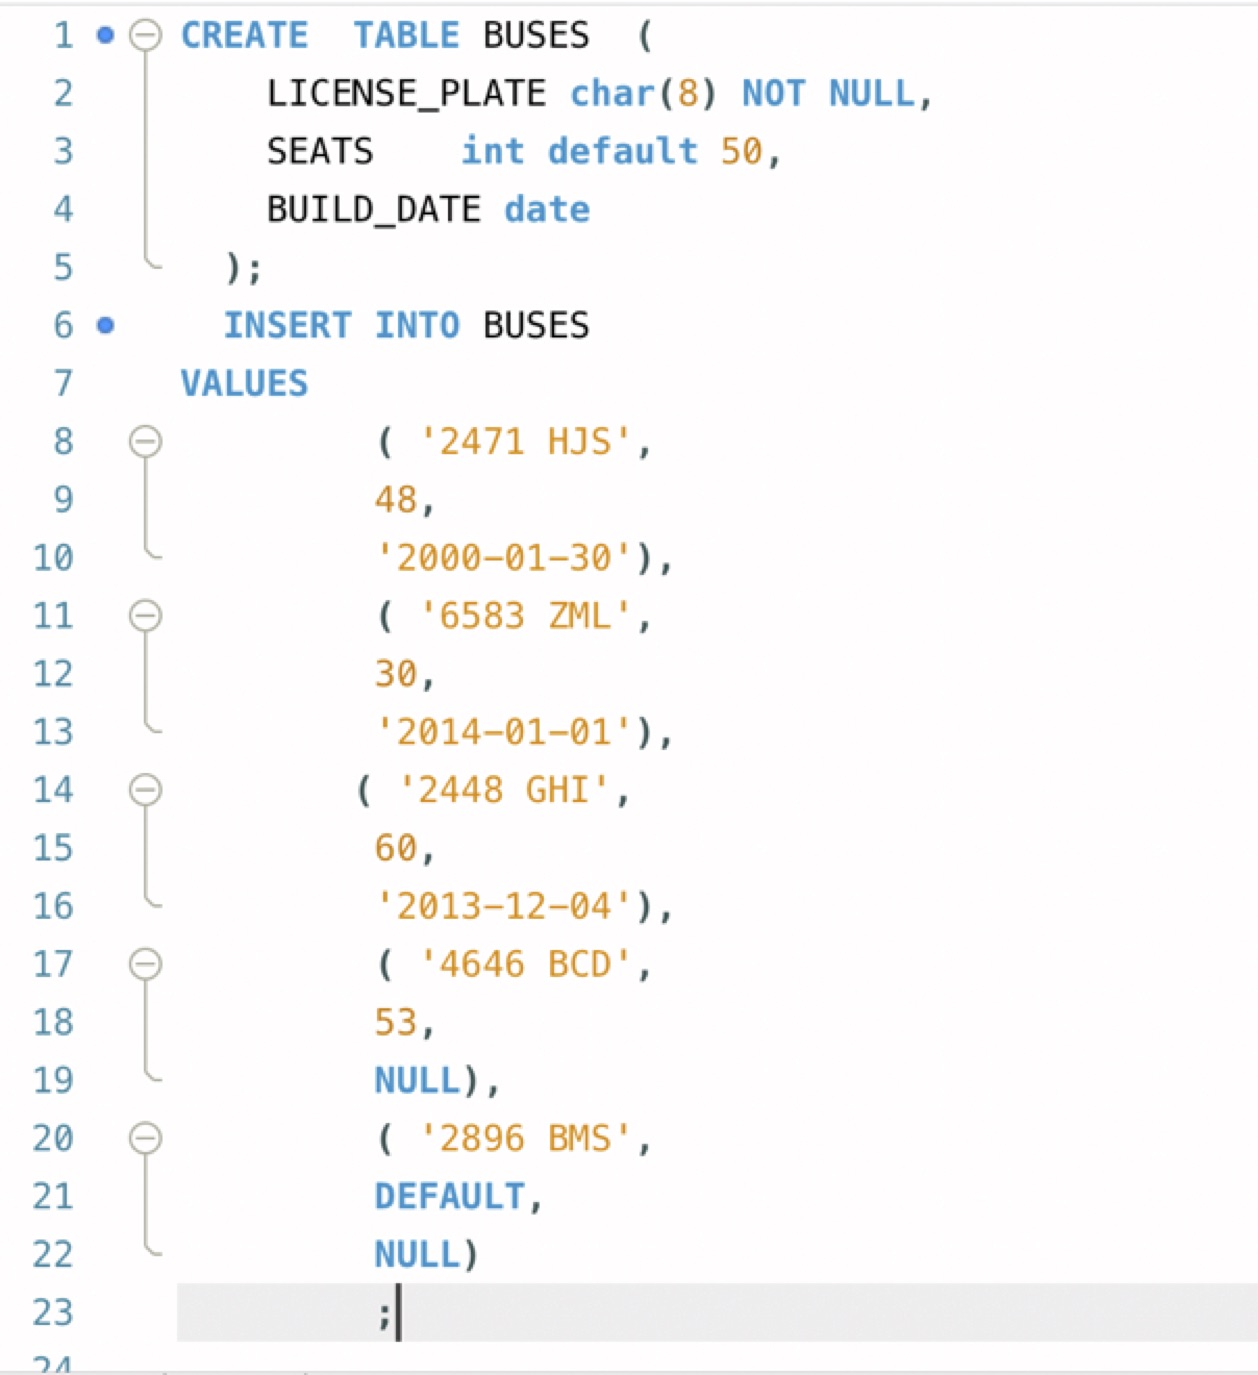 1 CREATE  TABLE BUSES  (
2 LICENSE_PLATE char(8) NOT NULL,
3 SEATS    int default 50,
4 BUILD_DATE date
5 );
6 INSERT INTO BUSES
7 VALUES
8 ( '2471 HJS',
9 48,
10 '2000-01-30'),
11 ( '6583 ZML',
12 30,
13 '2014-01-01'),
14 ( '2448 GHI',
15 60,
16 '2013-12-04'),
17 ( '4646 BCD',
18 53,
19 NULL),
20 ( '2896 BMS',
21 DEFAULT,
22 NULL)
23 ;
24